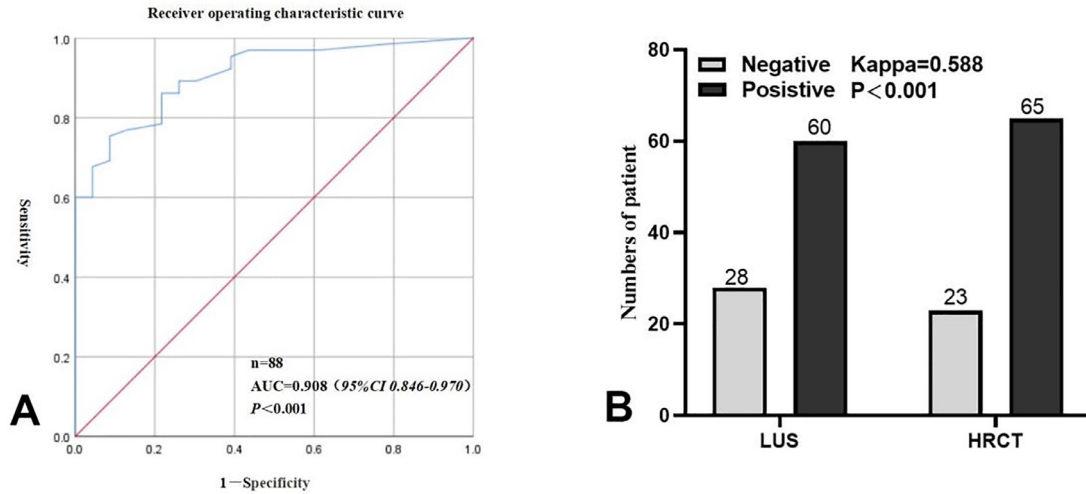 Receiver operating characteristic curve
1.0
0.8
0.6
0.4
0.2
0.0
Sensitivity
n=88
AUC=0.908（95%CI 0.846-0.970）
P<0.001
0.0 0.2 0.4 0.6 0.8 1.0
1—Specificity
A
80
60
40
20
0
Numbers of patient
Negative Kappa=0.588
Posistive P<0.001
28
60
23
65
LUS HRCT
B